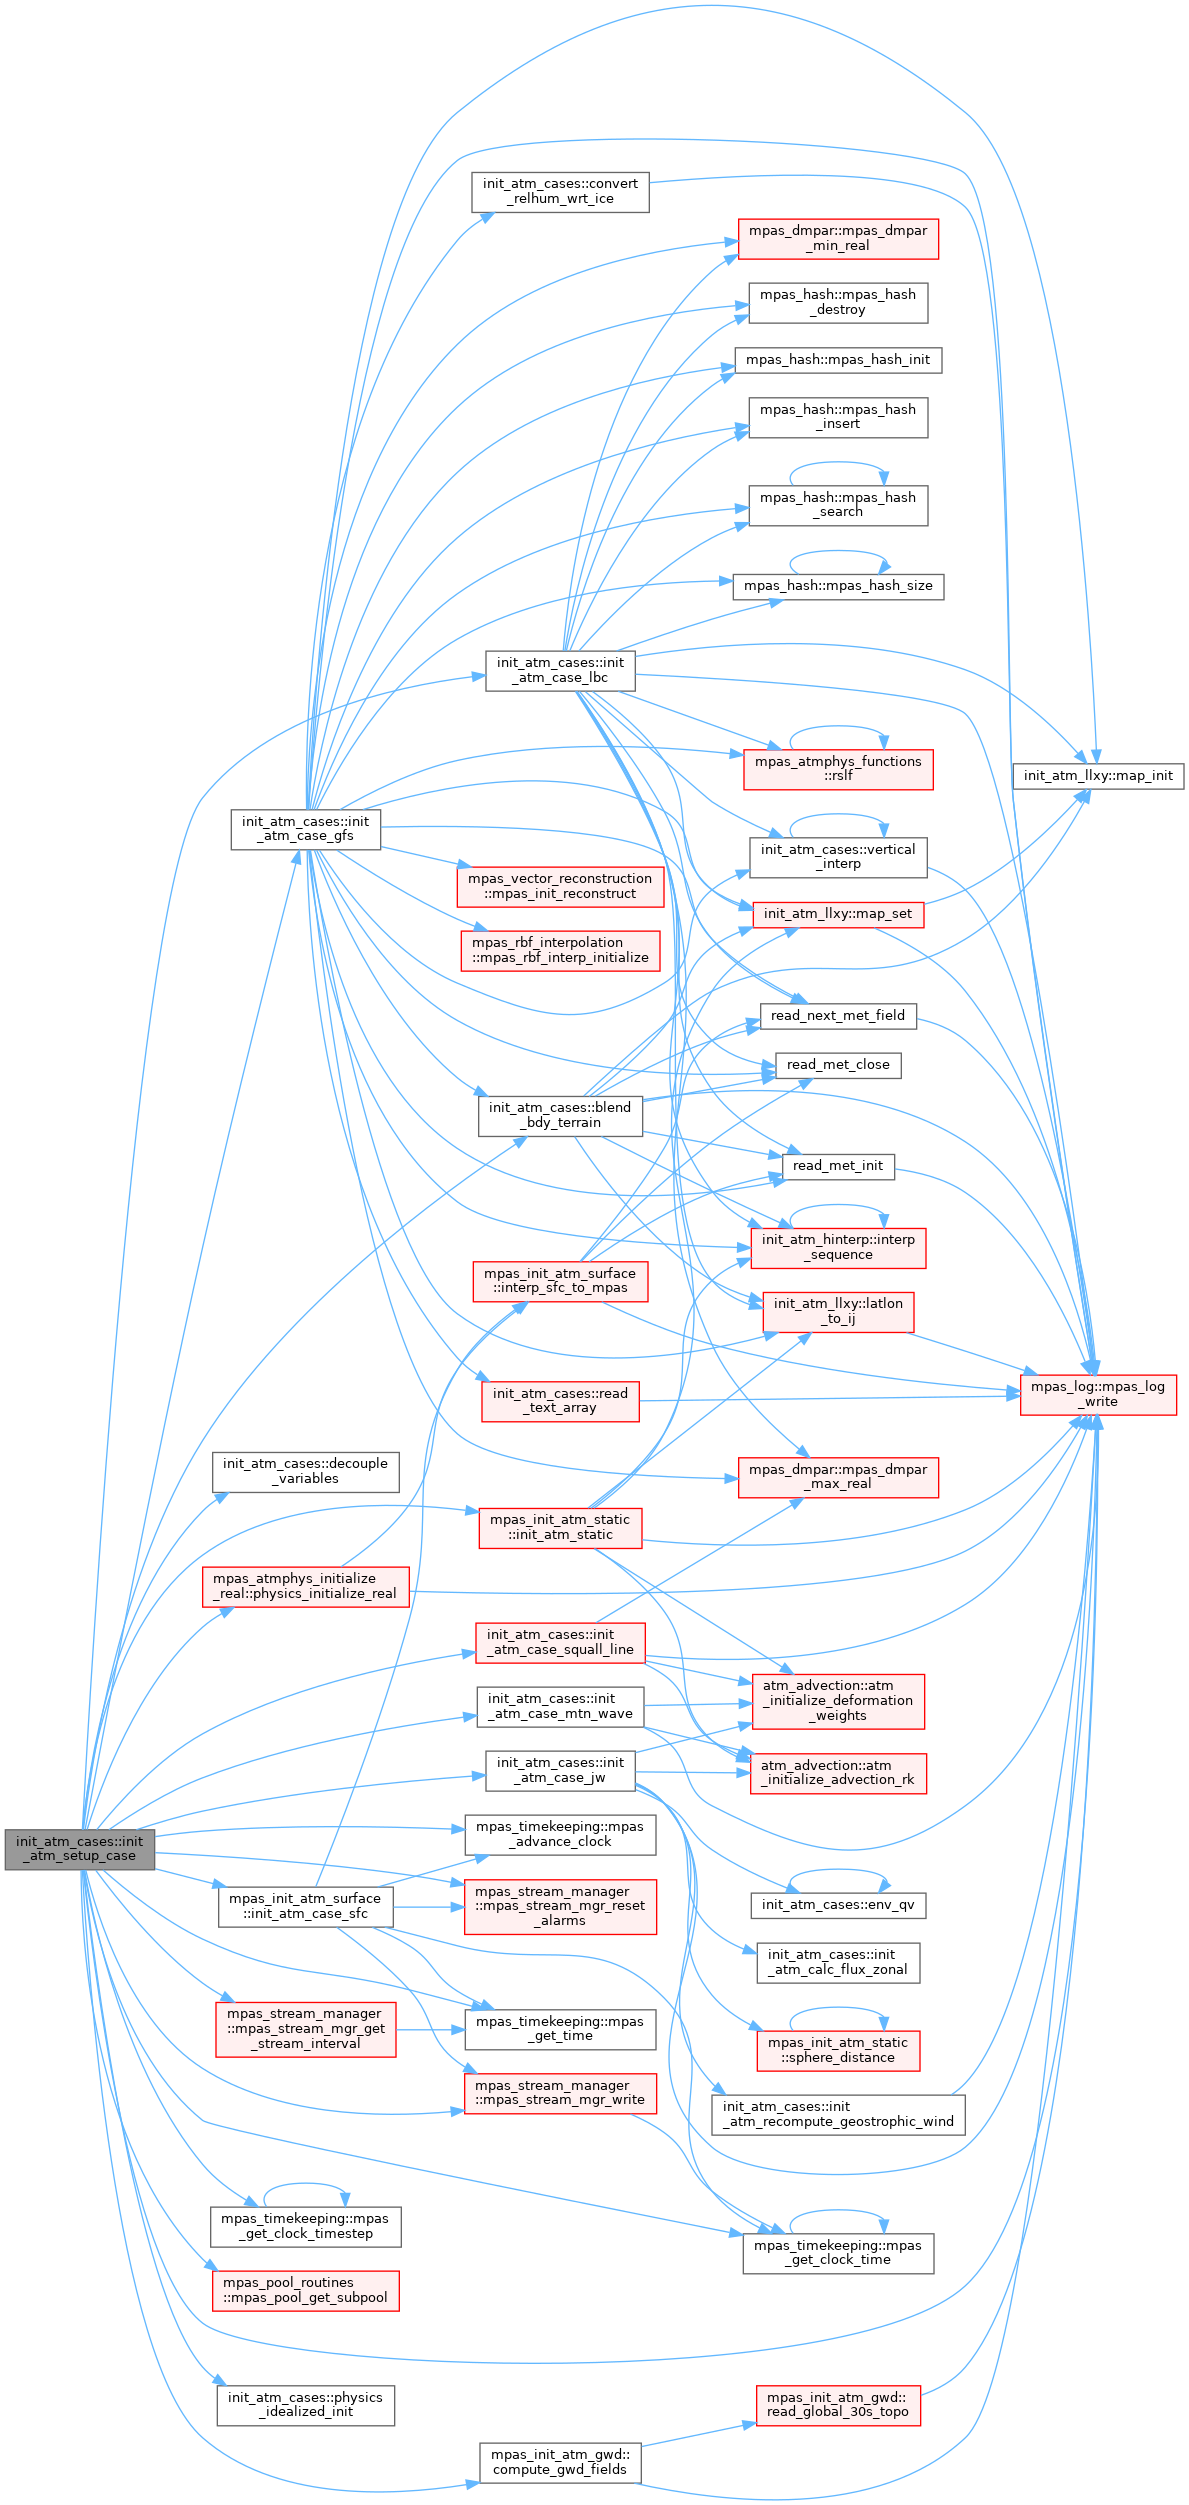 init_atm_cases::convert
_relhum_wrt_ice
mpas_dmpar::mpas_dmpar
_min_real
mpas_hash::mpas_hash
_destroy
mpas_hash::mpas_hash_init
mpas_hash::mpas_hash
_insert
mpas_hash::mpas_hash
_search
mpas_hash::mpas_hash_size
init_atm_cases::init
_atm_case_lbc
mpas_atmphys_functions
::rslf
init_atm_llxy::map_init
init_atm_cases::init
_atm_case_gfs
init_atm_cases::vertical
_interp
mpas_vector_reconstruction
::mpas_init_reconstruct
init_atm_llxy::map_set
mpas_rbf_interpolation
::mpas_rbf_interp_initialize
read_next_met_field
read_met_close
init_atm_cases::blend
_bdy_terrain
read_met_init
init_atm_hinterp::interp
_sequence
mpas_init_atm_surface
::interp_sfc_to_mpas
init_atm_llxy::latlon
_to_ij
init_atm_cases::read
_text_array
mpas_log::mpas_log
_write
init_atm_cases::decouple
_variables
mpas_dmpar::mpas_dmpar
_max_real
mpas_init_atm_static
::init_atm_static
mpas_atmphys_initialize
_real::physics_initialize_real
init_atm_cases::init
_atm_case_squall_line
init_atm_cases::init
_atm_case_mtn_wave
atm_advection::atm
_initialize_deformation
_weights
init_atm_cases::init
_atm_case_jw
atm_advection::atm
_initialize_advection_rk
init_atm_cases::init
_atm_setup_case
mpas_timekeeping::mpas
_advance_clock
mpas_init_atm_surface
::init_atm_case_sfc
mpas_stream_manager
::mpas_stream_mgr_reset
_alarms
init_atm_cases::env_qv
init_atm_cases::init
_atm_calc_flux_zonal
mpas_stream_manager
::mpas_stream_mgr_get
_stream_interval
mpas_timekeeping::mpas
_get_time
mpas_init_atm_static
::sphere_distance
mpas_stream_manager
::mpas_stream_mgr_write
init_atm_cases::init
_atm_recompute_geostrophic_wind
mpas_timekeeping::mpas
_get_clock_timestep
mpas_timekeeping::mpas
_get_clock_time
mpas_pool_routines
::mpas_pool_get_subpool
init_atm_cases::physics
_idealized_init
mpas_init_atm_gwd::
read_global_30s_topo
mpas_init_atm_gwd::
compute_gwd_fields